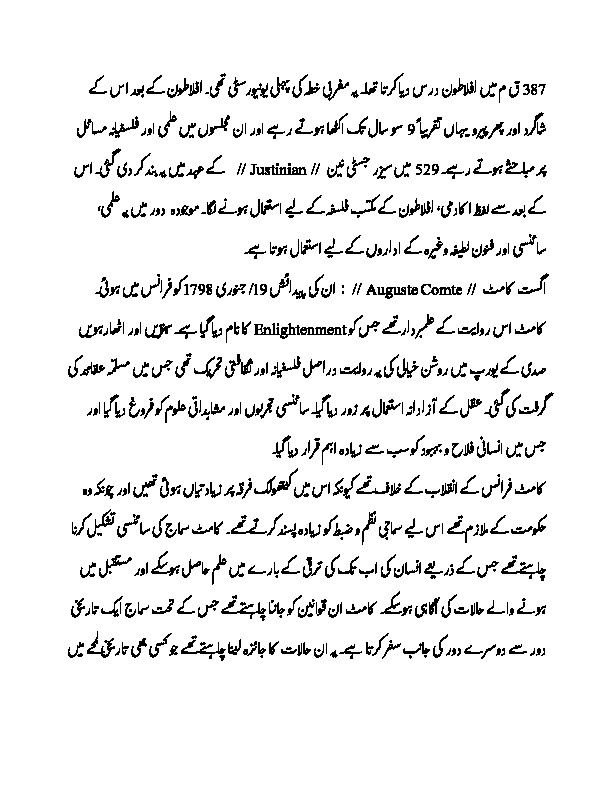 387 ق م میں افلاطون درس دیا کرتا تھا۔ یہ مغربی خطہ کی پہلی یونیورسٹی تھی۔ افلاطون کے بعد اس کے
شاگرد اور پھر پیرو یہاں تقریباً 9 سو سال تک اکٹھا ہوتے رہے اور ان مجلسوں میں علمی اور فلسفیانہ مسائل
پر مباحثے ہوتے رہے۔ 529 میں سیزر جسٹی نین // Justinian // کے عہد میں یہ بند کر دی گئی۔ اس
کے بعد سے لفظ اکادمی، افلاطون کے مکتب فلسفہ کے لیے استعمال ہونے لگا۔ موجودہ دور میں یہ علمی،
سائنسی اور فنون لطیفہ وغیرہ کے اداروں کے لیے استعمال ہوتا ہے۔
اگست کامٹ // Auguste Comte // : ان کی پیدائش 19/ جنوری 1798 کو فرانس میں ہوئی۔
کامٹ اس روایت کے علمبردار تھے جس کو Enlightenment کا نام دیا گیا ہے۔ سترہویں اور اٹھارہویں
صدی کے یورپ میں روشن خیالی کی یہ روایت دراصل فلسفیانہ اور ثقافتی تحریک تھی جس میں مسلمہ عقائد کی
گرفت کی گئی۔ عقل کے آزادانہ استعمال پر زور دیا گیا۔ سائنسی تجربوں اور مشاہداتی علوم کو فروغ دیا گیا اور
جس میں انسانی فلاح و بہبود کو سب سے زیادہ اہم قرار دیا گیا۔
کامٹ فرانس کے انقلاب کے خلاف تھے کیونکہ اس میں کیتھولک فرقہ پر زیادتیاں ہوئی تھیں اور چونکہ وہ
حکومت کے ملازم تھے اس لیے سماجی نظم و ضبط کو زیادہ پسند کرتے تھے۔ کامٹ سماج کی سائنسی تشکیل کرنا
چاہتے تھے جس کے ذریعے انسان کی اب تک کی ترقی کے بارے میں علم حاصل ہوسکے اور مستقبل میں
ہونے والے حالات کی آگاہی ہوسکے۔ کامٹ ان قوانین کو جاننا چاہتے تھے جس کے تحت سماج ایک تاریخی
دور سے دوسرے دور کی جانب سفر کرتا ہے۔ یہ ان حالات کا جائزہ لینا چاہتے تھے جو کسی بھی تاریخی لمحے میں